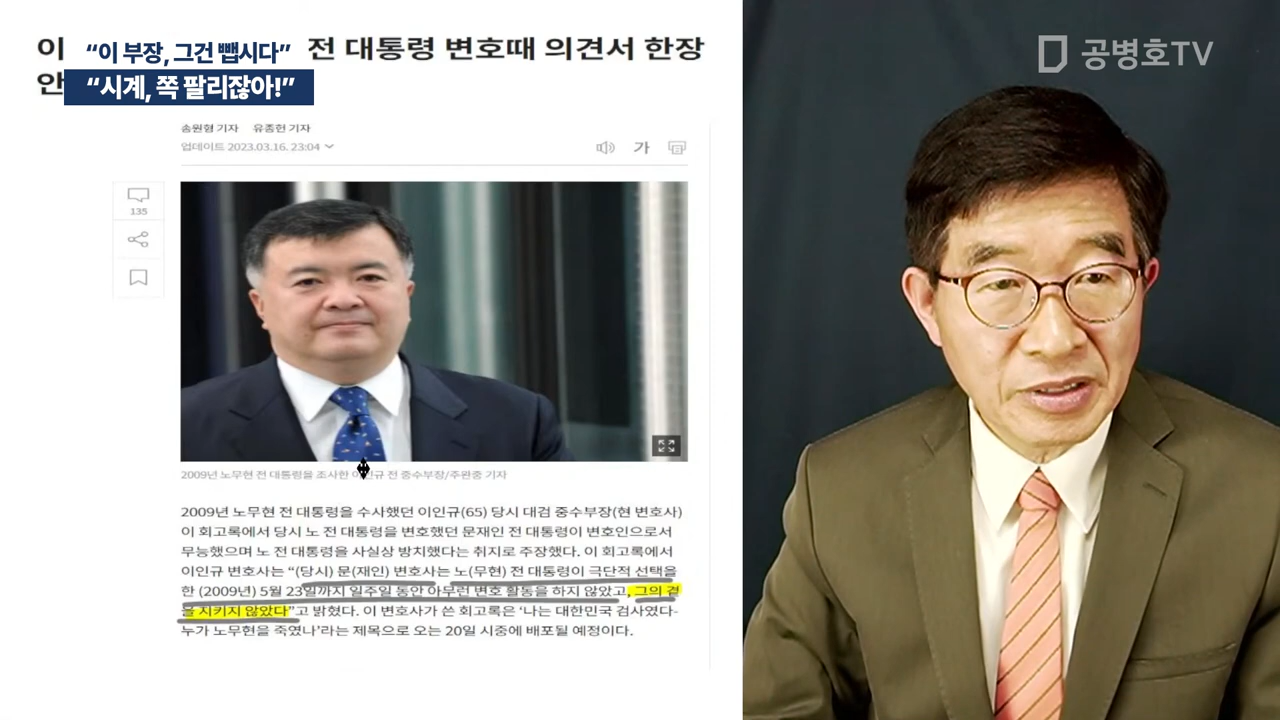 이 “이 부장, 그건 뺍시다” 전 대통령 변호때 의견서 한장
안 “시계, 쪽 팔리잖아!”
공병호TV
송원형 기자 유종헌 기자
업데이트 2023.03.16. 23:04
가
135
2009년 노무현 전 대통령을 조사한 이인규 전 중수부장/주완중 기자
2009년 노무현 전 대통령을 수사했던 이인규(65) 당시 대검 중수부장(현 변호사)
이 회고록에서 당시 노 전 대통령을 변호했던 문재인 전 대통령이 변호인으로서
무능했으며 노 전 대통령을 사실상 방치했다는 취지로 주장했다. 이 회고록에서
이인규 변호사는 “(당시) 문(재인) 변호사는 노(무현) 전 대통령이 극단적 선택을
한 (2009년) 5월 23일까지 일주일 동안 아무런 변호 활동을 하지 않았고, 그의 곁
을 지키지 않았다”고 밝혔다. 이 변호사가 쓴 회고록은 ‘나는 대한민국 검사였다-
누가 노무현을 죽였나’라는 제목으로 오는 20일 시중에 배포될 예정이다.